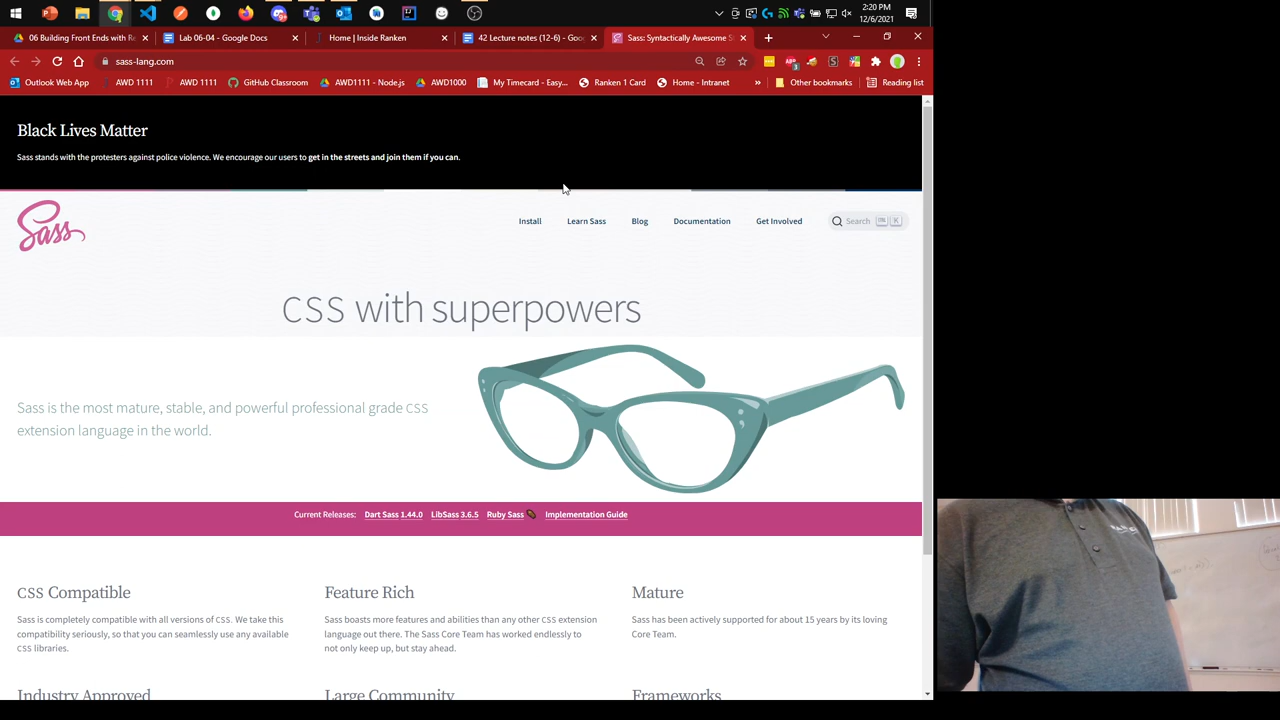 2:20 PM
12/6/2021
06 Building Front Ends with Re
Lab 06-04 - Google Docs
Home | Inside Ranken
42 Lecture notes (12-6) - Goo
Sass: Syntactically Awesome S
sass-lang.com
Outlook Web App
AWD 1111
AWD 1111
GitHub Classroom
AWD1111 - Node.js
AWD1000
My Timecard - Easy...
Ranken 1 Card
Home - Intranet
Other bookmarks
Reading list
Black Lives Matter
Sass stands with the protesters against police violence. We encourage our users to get in the streets and join them if you can.
Sass
Install
Learn Sass
Blog
Documentation
Get Involved
Search
K
CSS with superpowers
Sass is the most mature, stable, and powerful professional grade CSS
extension language in the world.
Current Releases: Dart Sass 1.44.0 LibSass 3.6.5 Ruby Sass Implementation Guide
CSS Compatible
Sass is completely compatible with all versions of CSS. We take this
compatibility seriously, so that you can seamlessly use any available
CSS libraries.
Feature Rich
Sass boasts more features and abilities than any other CSS extension
language out there. The Sass Core Team has worked endlessly to
not only keep up, but stay ahead.
Mature
Sass has been actively supported for about 15 years by its loving
Core Team.
Industry Approved
Large Community
Frameworks